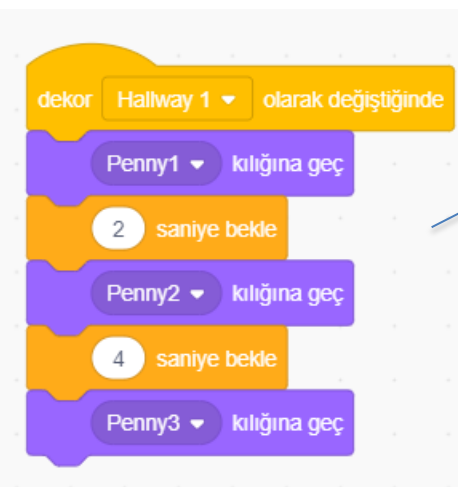 dekor Hallway 1 olarak değiştiğinde
Penny1 kılığına geç
2 saniye bekle
Penny2 kılığına geç
4 saniye bekle
Penny3 kılığına geç